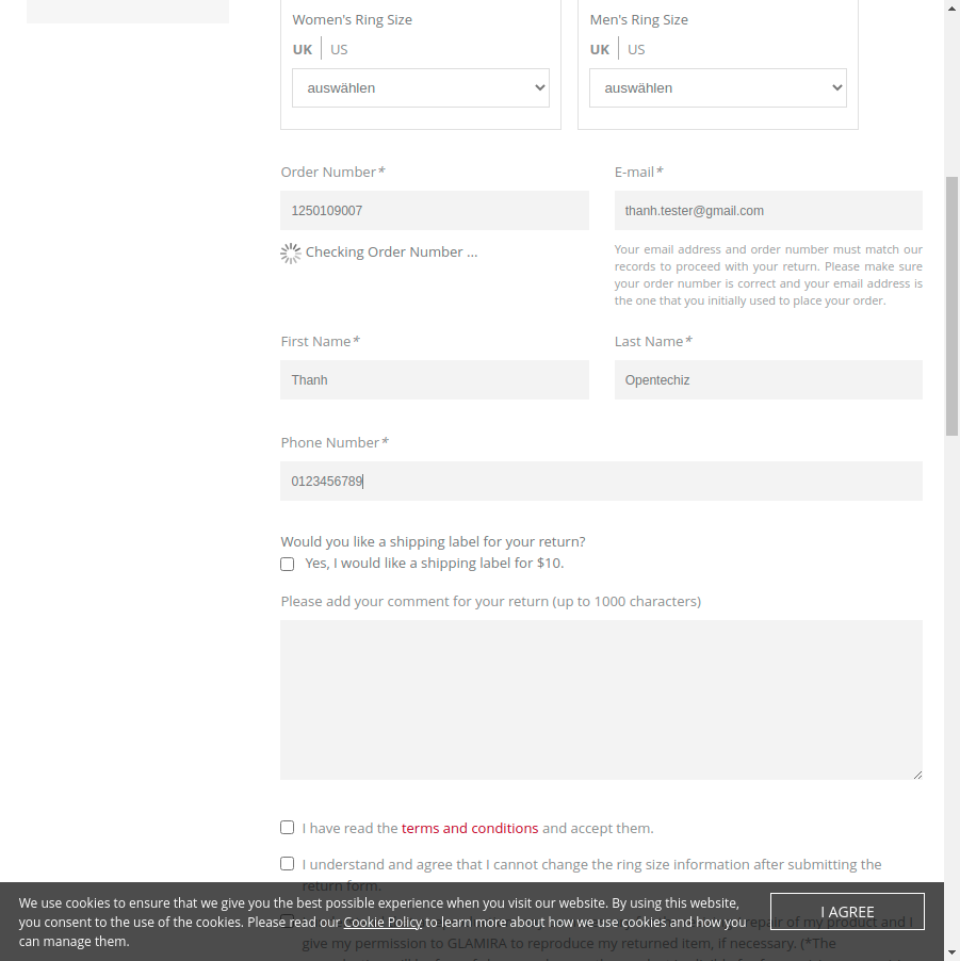 Women's Ring Size
Men's Ring Size
UK | US
UK | US
auswählen
auswählen
Order Number*
E-mail*
1250109007
thanh.tester@gmail.com
Checking Order Number ...
Your email address and order number must match our
records to proceed with your return. Please make sure
your order number is correct and your email address is
the one that you initially used to place your order.
First Name*
Last Name*
Thanh
Opentechiz
Phone Number*
0123456789
Would you like a shipping label for your return?
Yes, I would like a shipping label for $10.
Please add your comment for your return (up to 1000 characters)
I have read the terms and conditions and accept them.
I understand and agree that I cannot change the ring size information after submitting the
return form.
We use cookies to ensure that we give you the best possible experience when you visit our website. By using this website,
you consent to the use of the cookies. Please read our Cookie Policy to learn more about how we use cookies and how you
can manage them.
I AGREE
repair of my product and I
give my permission to GLAMIRA to reproduce my returned item, if necessary. (*The